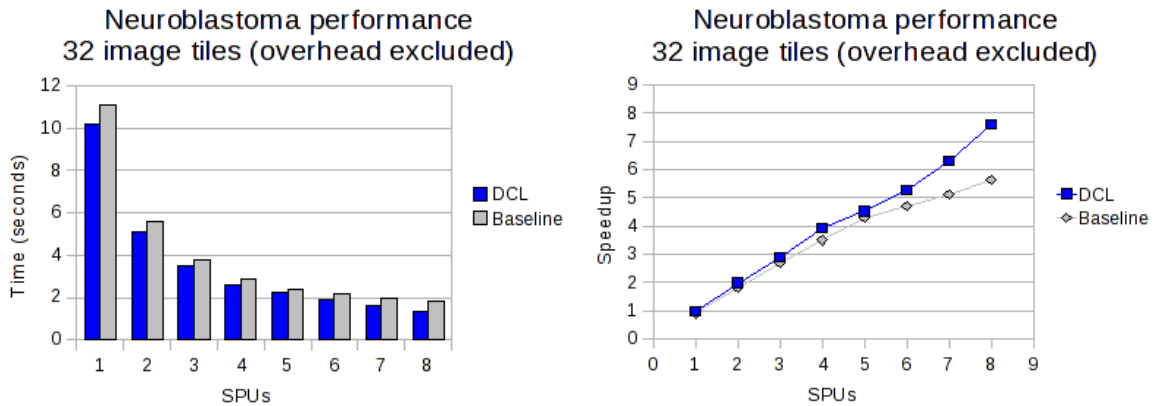 Neuroblastoma performance
32 image tiles (overhead excluded)
12
10
8
6
4
2
0
Time (seconds)
1 2 3 4 5 6 7 8
SPUs
DCL
Baseline
Neuroblastoma performance
32 image tiles (overhead excluded)
9
8
7
6
5
4
3
2
1
0
Speedup
0 1 2 3 4 5 6 7 8 9
SPUs
DCL
Baseline